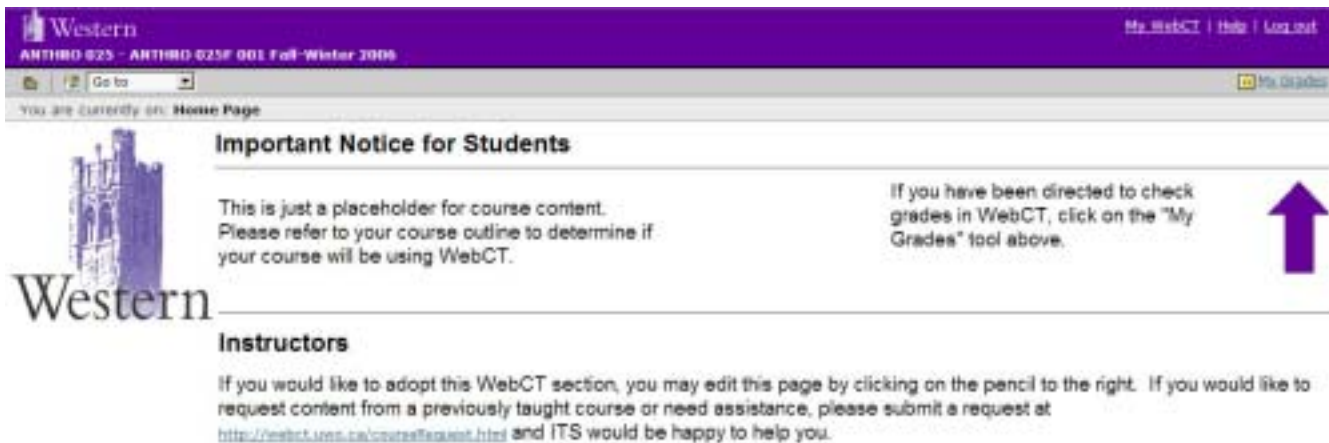 Western
My WebCT | Help | Log out
ANTHRO 025 - ANTHRO 025F 001 Fall-Winter 2006
Go to
My Grades
You are currently on: Home Page
Important Notice for Students
This is just a placeholder for course content.
Please refer to your course outline to determine if
your course will be using WebCT.
If you have been directed to check
grades in WebCT, click on the "My
Grades" tool above.
Western
Instructors
If you would like to adopt this WebCT section, you may edit this page by clicking on the pencil to the right. If you would like to
request content from a previously taught course or need assistance, please submit a request at
http://webct.uwo.ca/courseRequest.html and ITS would be happy to help you.